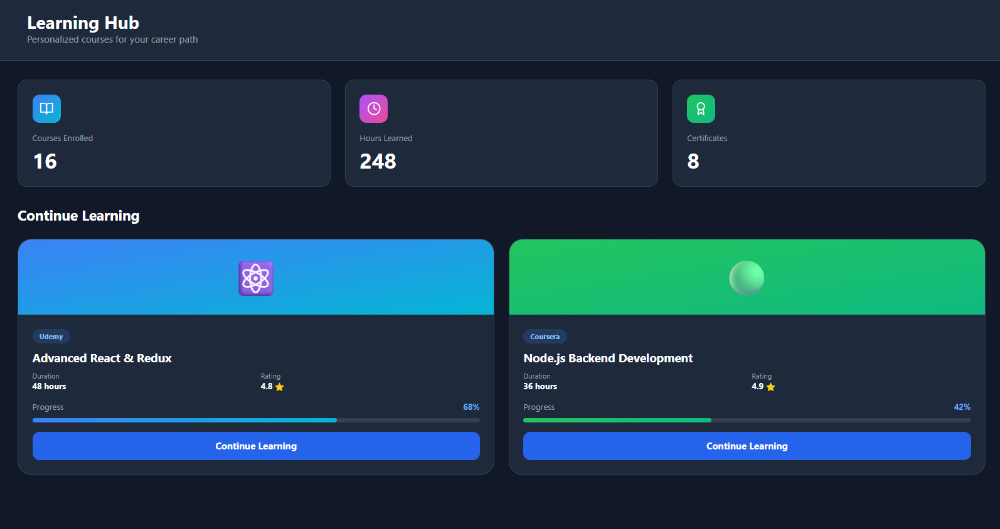 Learning Hub
Personalized courses for your career path
Courses Enrolled
16
Hours Learned
248
Certificates
8
Continue Learning
Udemy
Advanced React & Redux
Duration
48 hours
Rating
4.8 ⭐
Progress
68%
Continue Learning
Coursera
Node.js Backend Development
Duration
36 hours
Rating
4.9 ⭐
Progress
42%
Continue Learning